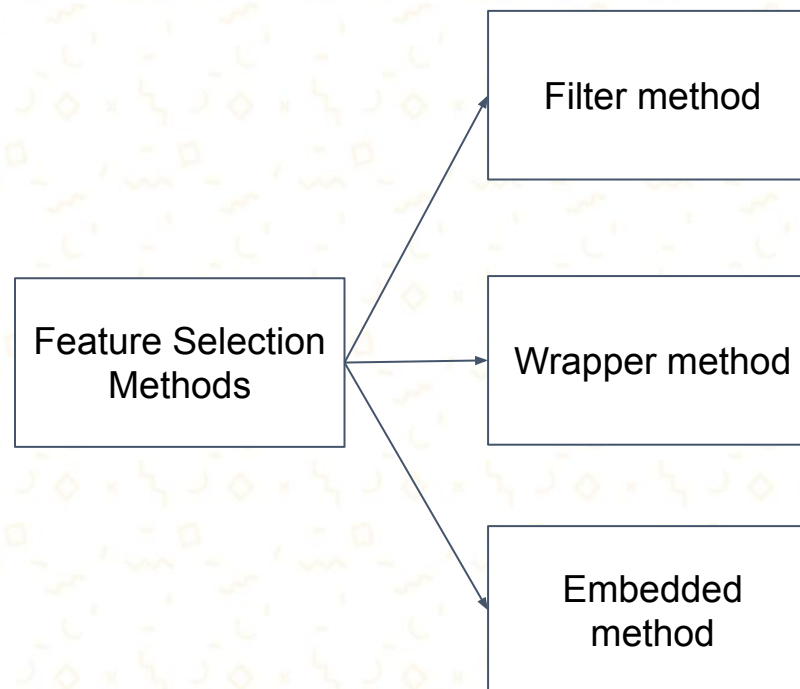 Filter method
Feature Selection
Methods
Wrapper method
Embedded
method